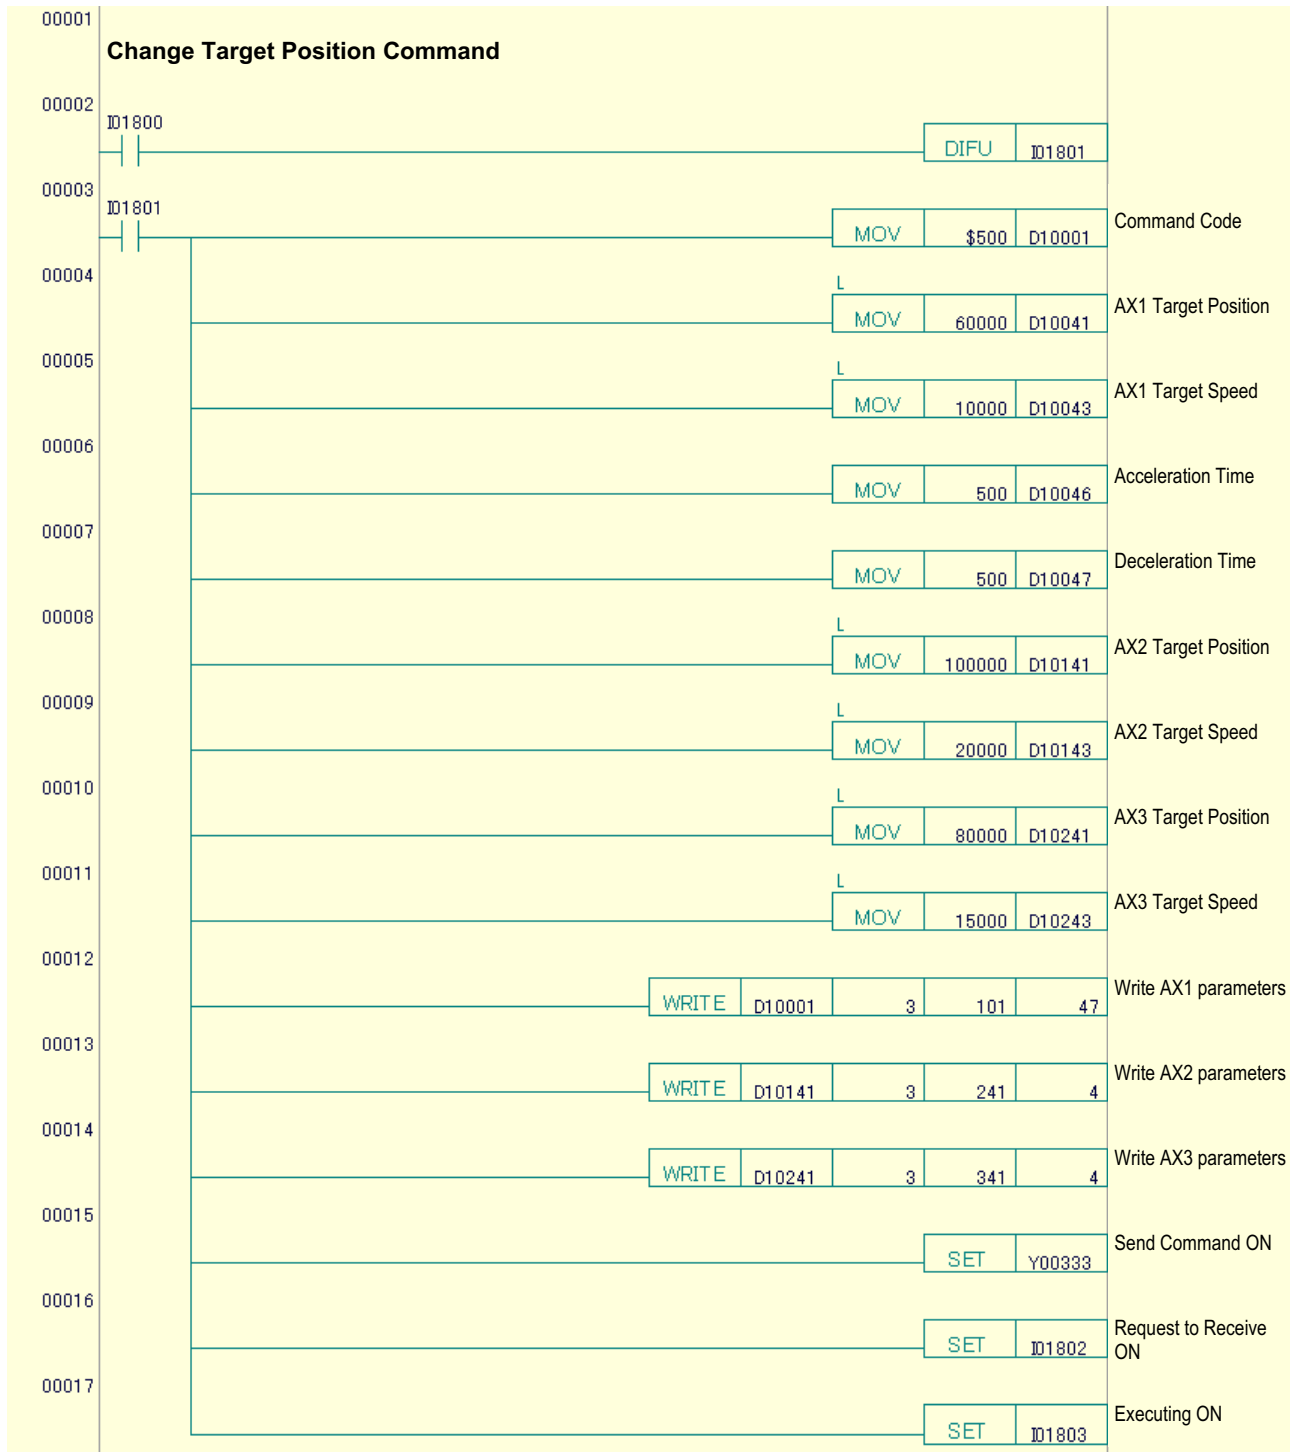 00001
Change Target Position Command
00002
I01800
DIFU I01801
00003
I01801
MOV $500 D10001 Command Code
00004
L
MOV 60000 D10041 AX1 Target Position
00005
L
MOV 10000 D10043 AX1 Target Speed
00006
MOV 500 D10046 Acceleration Time
00007
MOV 500 D10047 Deceleration Time
00008
L
MOV 100000 D10141 AX2 Target Position
00009
L
MOV 20000 D10143 AX2 Target Speed
00010
L
MOV 80000 D10241 AX3 Target Position
00011
L
MOV 15000 D10243 AX3 Target Speed
00012
WRITE D10001 3 101 47 Write AX1 parameters
00013
WRITE D10141 3 241 4 Write AX2 parameters
00014
WRITE D10241 3 341 4 Write AX3 parameters
00015
SET Y00333 Send Command ON
00016
SET I01802 Request to Receive
ON
00017
SET I01803 Executing ON